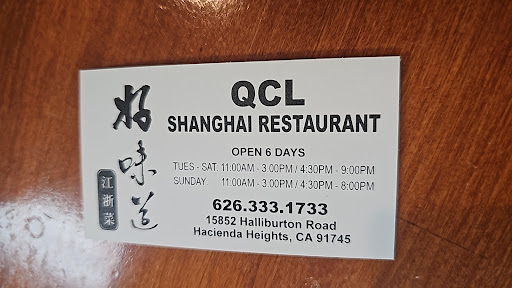 好味道
江浙菜
QCL
SHANGHAI RESTAURANT
OPEN 6 DAYS
TUES - SAT: 11:00AM - 3:00PM / 4:30PM - 9:00PM
SUNDAY: 11:00AM - 3:00PM / 4:30PM - 8:00PM
626.333.1733
15852 Halliburton Road
Hacienda Heights, CA 91745